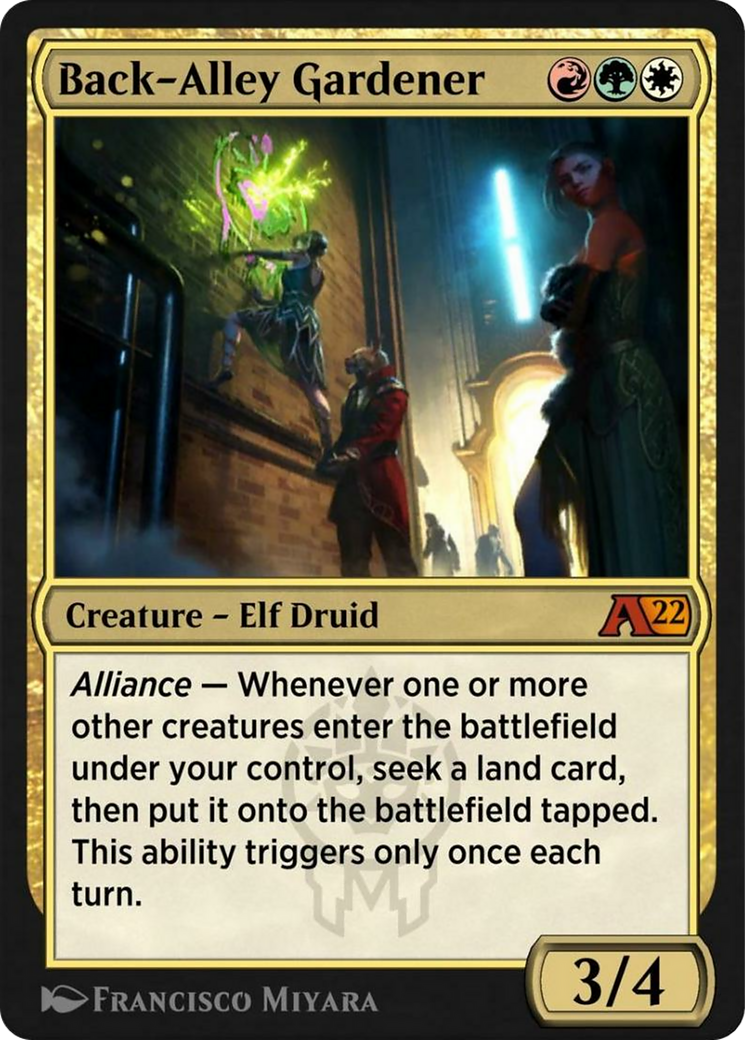 Back-Alley Gardener
Creature – Elf Druid
A22
Alliance — Whenever one or more
other creatures enter the battlefield
under your control, seek a land card,
then put it onto the battlefield tapped.
This ability triggers only once each
turn.
3/4
Francisco Miyara